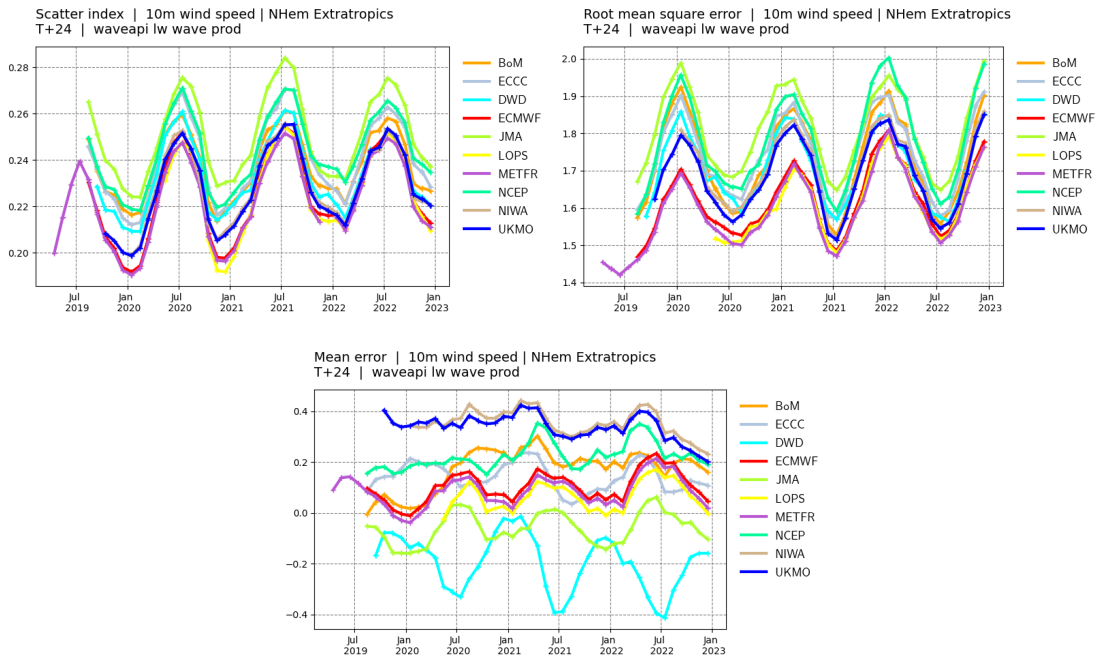 Scatter index | 10m wind speed | NHem Extratropics
T+24 | waveapi lw wave prod
0.28
0.26
0.24
0.22
0.20
Jul 2019
Jan 2020
Jul 2020
Jan 2021
Jul 2021
Jan 2022
Jul 2022
Jan 2023
BoM
ECCC
DWD
ECMWF
JMA
LOPS
METFR
NCEP
NIWA
UKMO
Root mean square error | 10m wind speed | NHem Extratropics
T+24 | waveapi lw wave prod
2.0
1.9
1.8
1.7
1.6
1.5
1.4
Jul 2019
Jan 2020
Jul 2020
Jan 2021
Jul 2021
Jan 2022
Jul 2022
Jan 2023
BoM
ECCC
DWD
ECMWF
JMA
LOPS
METFR
NCEP
NIWA
UKMO
Mean error | 10m wind speed | NHem Extratropics
T+24 | waveapi lw wave prod
0.4
0.2
0.0
−0.2
−0.4
Jul 2019
Jan 2020
Jul 2020
Jan 2021
Jul 2021
Jan 2022
Jul 2022
Jan 2023
BoM
ECCC
DWD
ECMWF
JMA
LOPS
METFR
NCEP
NIWA
UKMO